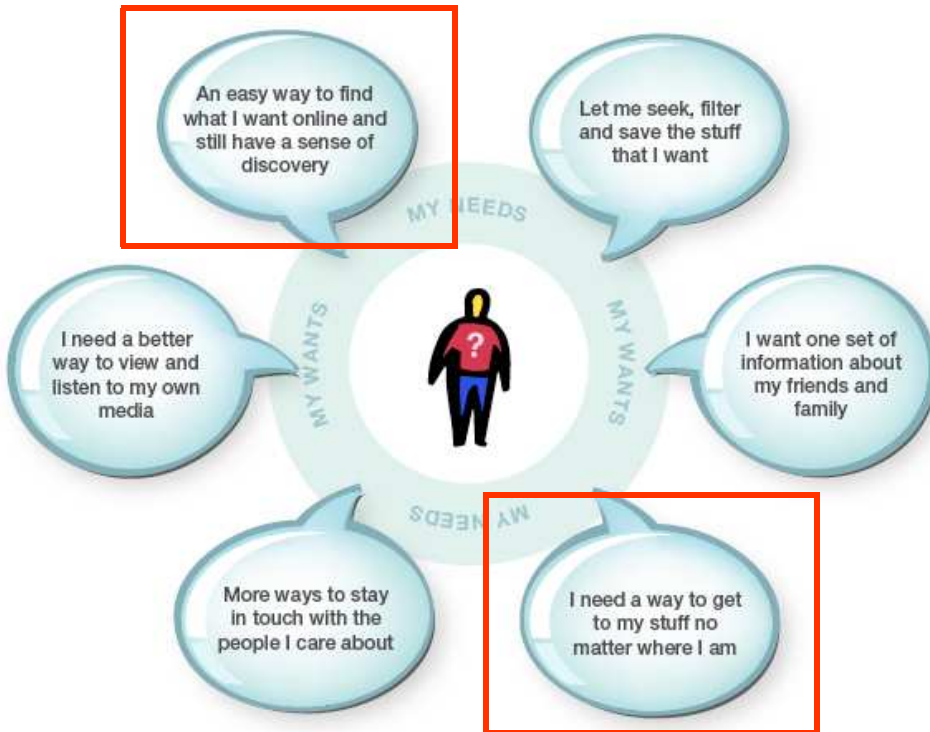 An easy way to find
what I want online and
still have a sense of
discovery
Let me seek, filter
and save the stuff
that I want
MY NEEDS
I need a better
way to view and
listen to my own
media
MY WANTS
?
MY WANTS
I want one set of
information about
my friends and
family
MY NEEDS
More ways to stay
in touch with the
people I care about
I need a way to get
to my stuff no
matter where I am